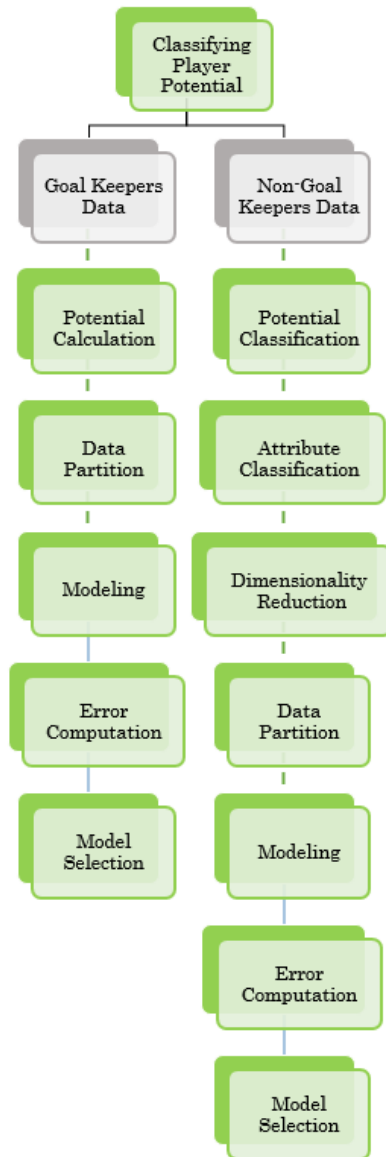 Classifying
Player
Potential
Goal Keepers
Data
Non-Goal
Keepers Data
Potential
Calculation
Potential
Classification
Data
Partition
Attribute
Classification
Modeling
Dimensionality
Reduction
Error
Computation
Data
Partition
Model
Selection
Modeling
Error
Computation
Model
Selection